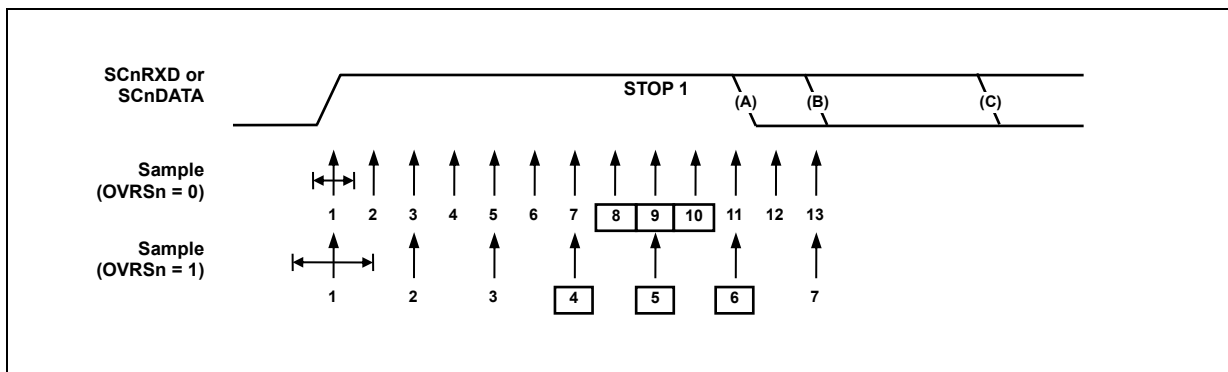 SCnRXD or
SCnDATA
STOP 1
(A)
(B)
(C)
Sample
(OVRSn = 0)
1 2 3 4 5 6 7 8 9 10 11 12 13
Sample
(OVRSn = 1)
1 2 3 4 5 6 7